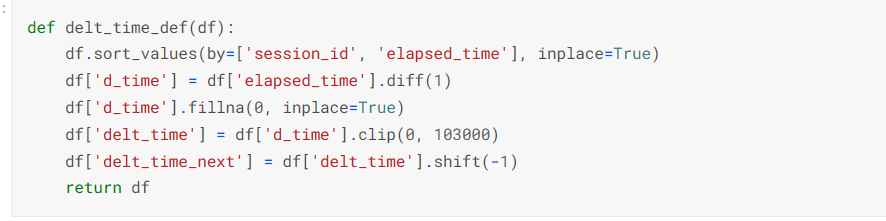 :
def delt_time_def(df):
    df.sort_values(by=['session_id', 'elapsed_time'], inplace=True)
    df['d_time'] = df['elapsed_time'].diff(1)
    df['d_time'].fillna(0, inplace=True)
    df['delt_time'] = df['d_time'].clip(0, 103000)
    df['delt_time_next'] = df['delt_time'].shift(-1)
    return df